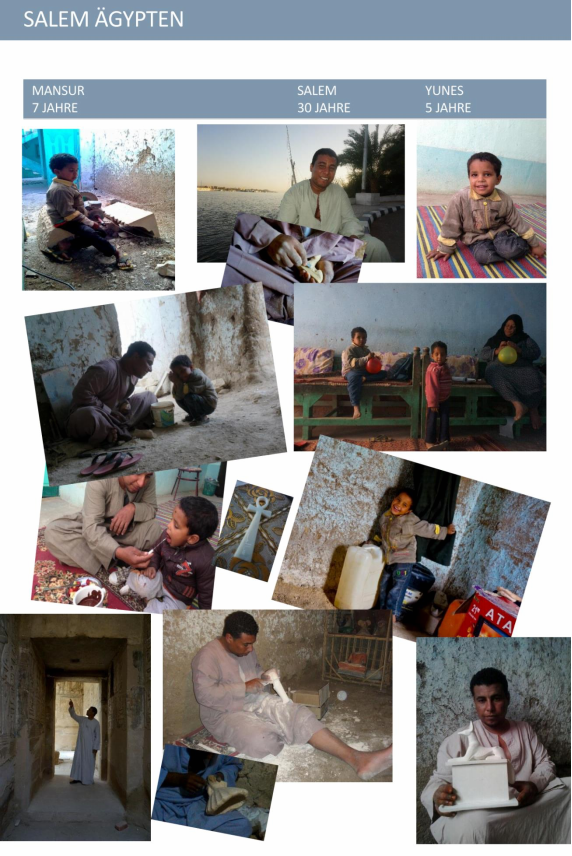 SALEM ÄGYPTEN
MANSUR
7 JAHRE
SALEM
30 JAHRE
YUNES
5 JAHRE
ATA